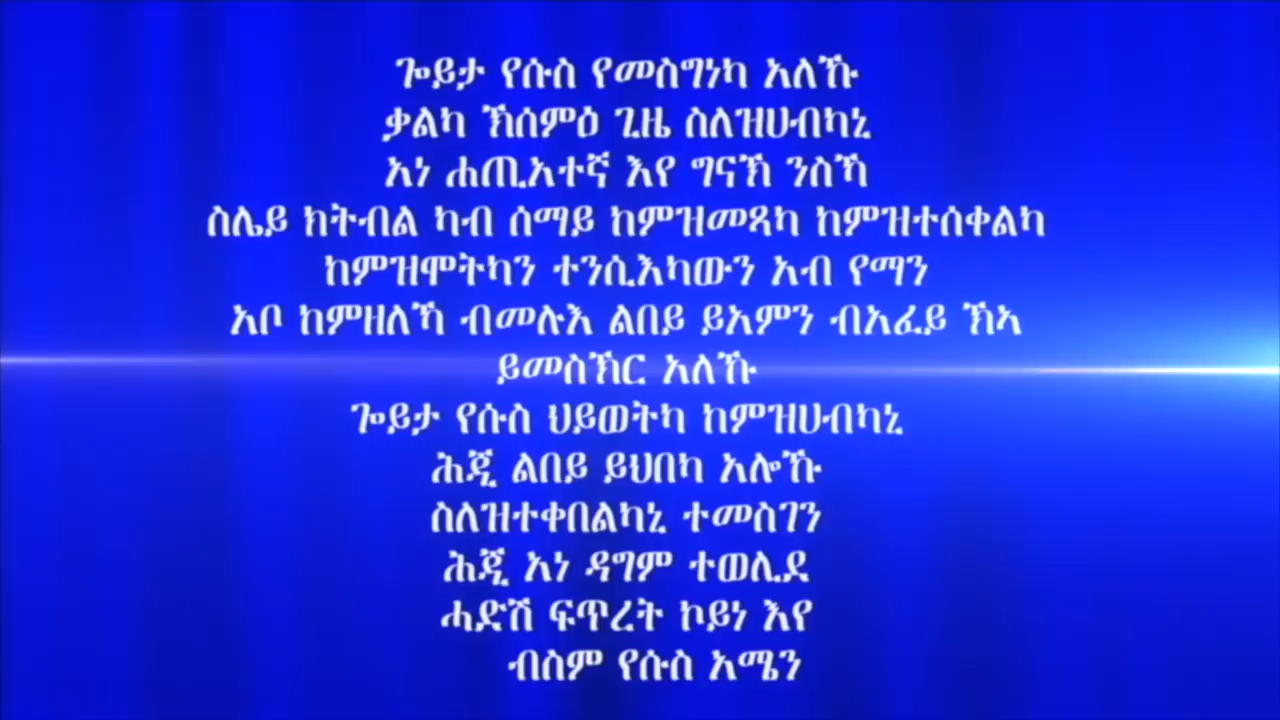 ጐይታ የሱስ የመስግነካ አለኹ
ቃልካ ኽሰምዕ ጊዜ ስለዝሀብካኒ
አነ ሐጢአተኛ እየ ግናኽ ንስኻ
ስሌይ ክትብል ካብ ሰማይ ከምዝመጻካ ከምዝተሰቀልካ
ከምዝሞትካን ተንሲእካውን አብ የማን
አቦ ከምዘለኻ ብመሉእ ልበይ ይአምን ብአፈይ ኽኣ
ይመስኽር አለኹ
ጐይታ የሱስ ህይወትካ ከምዝሀብካኒ
ሕጂ ልበይ ይህበካ አሎኹ
ስለዝተቀበልካኒ ተመስገን
ሕጂ አነ ዳግም ተወሊደ
ሓድሽ ፍጥረት ኮይነ እየ
ብስም የሱስ አሜን